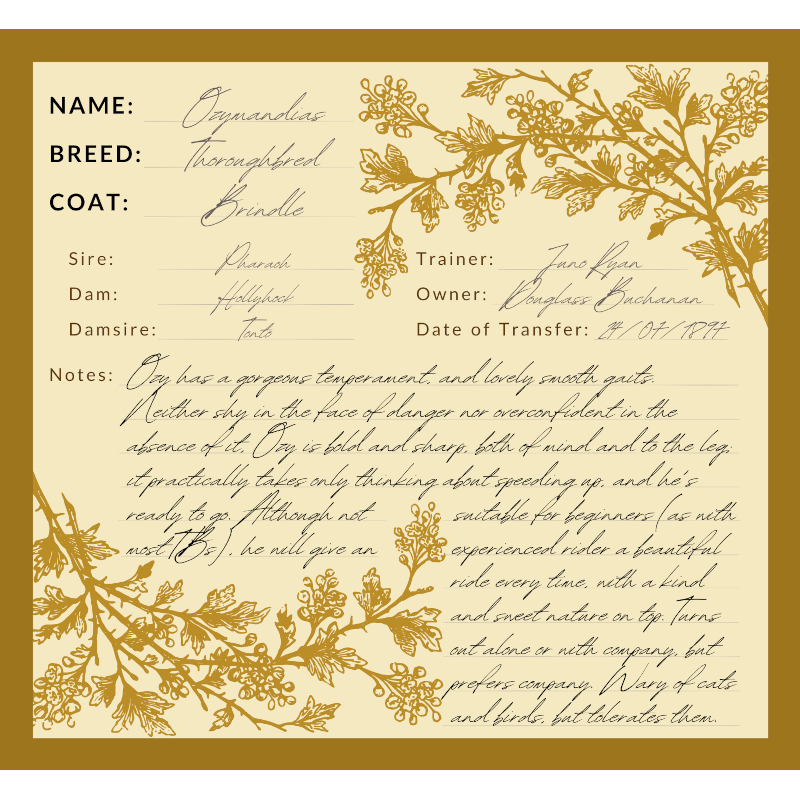 NAME: Ozymandias
BREED: Thoroughbred
COAT: Brindle
Sire: Pharaoh
Dam: Hollyhock
Damsire: Tonto
Trainer: Juno Ryan
Owner: Douglass Buchanan
Date of Transfer: 24/07/1897
Notes: Ozy has a gorgeous temperament, and lovely smooth gaits.
Neither shy in the face of danger nor overconfident in the
absence of it, Ozy is bold and sharp, both of mind and to the leg;
it practically takes only thinking about speeding up, and he's
ready to go. Although not suitable for beginners (as with
most TBs), he will give an experienced rider a beautiful
ride every time, with a kind
and sweet nature on top. Turns
out alone or with company, but
prefers company. Wary of cats
and birds, but tolerates them.